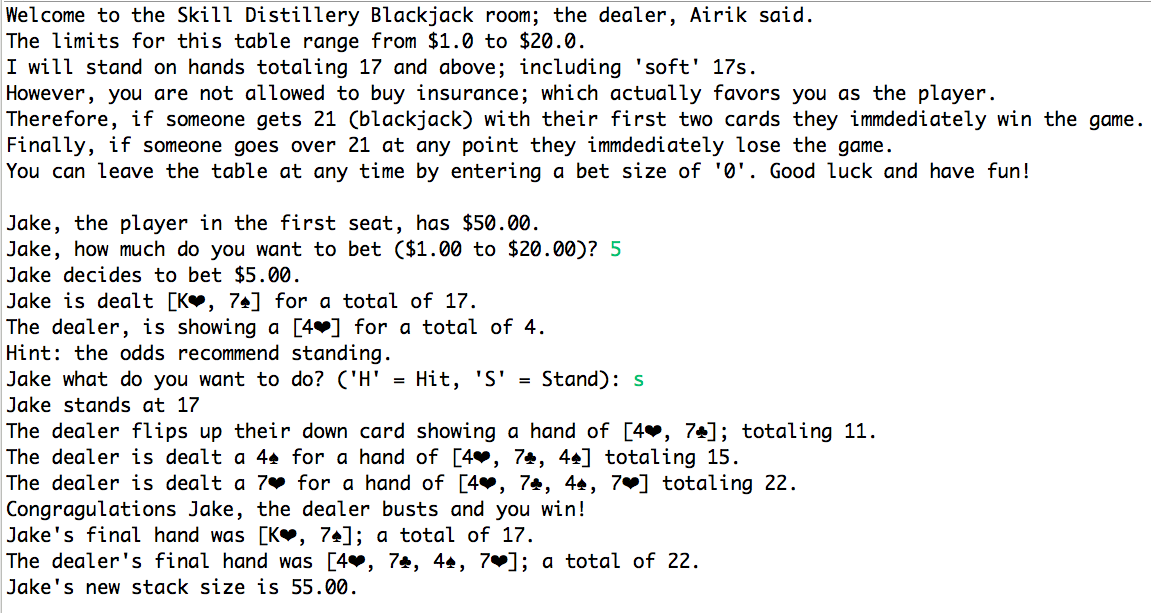 Welcome to the Skill Distillery Blackjack room; the dealer, Airik said.
The limits for this table range from $1.0 to $20.0.
I will stand on hands totaling 17 and above; including 'soft' 17s.
However, you are not allowed to buy insurance; which actually favors you as the player.
Therefore, if someone gets 21 (blackjack) with their first two cards they immdediately win the game.
Finally, if someone goes over 21 at any point they immdediately lose the game.
You can leave the table at any time by entering a bet size of '0'. Good luck and have fun!
Jake, the player in the first seat, has $50.00.
Jake, how much do you want to bet ($1.00 to $20.00)? 5
Jake decides to bet $5.00.
Jake is dealt [K❤, 7♠] for a total of 17.
The dealer, is showing a [4❤] for a total of 4.
Hint: the odds recommend standing.
Jake what do you want to do? ('H' = Hit, 'S' = Stand): s
Jake stands at 17
The dealer flips up their down card showing a hand of [4❤, 7♣]; totaling 11.
The dealer is dealt a 4♠ for a hand of [4❤, 7♣, 4♠] totaling 15.
The dealer is dealt a 7❤ for a hand of [4❤, 7♣, 4♠, 7❤] totaling 22.
Congragulations Jake, the dealer busts and you win!
Jake's final hand was [K❤, 7♠]; a total of 17.
The dealer's final hand was [4❤, 7♣, 4♠, 7❤]; a total of 22.
Jake's new stack size is 55.00.